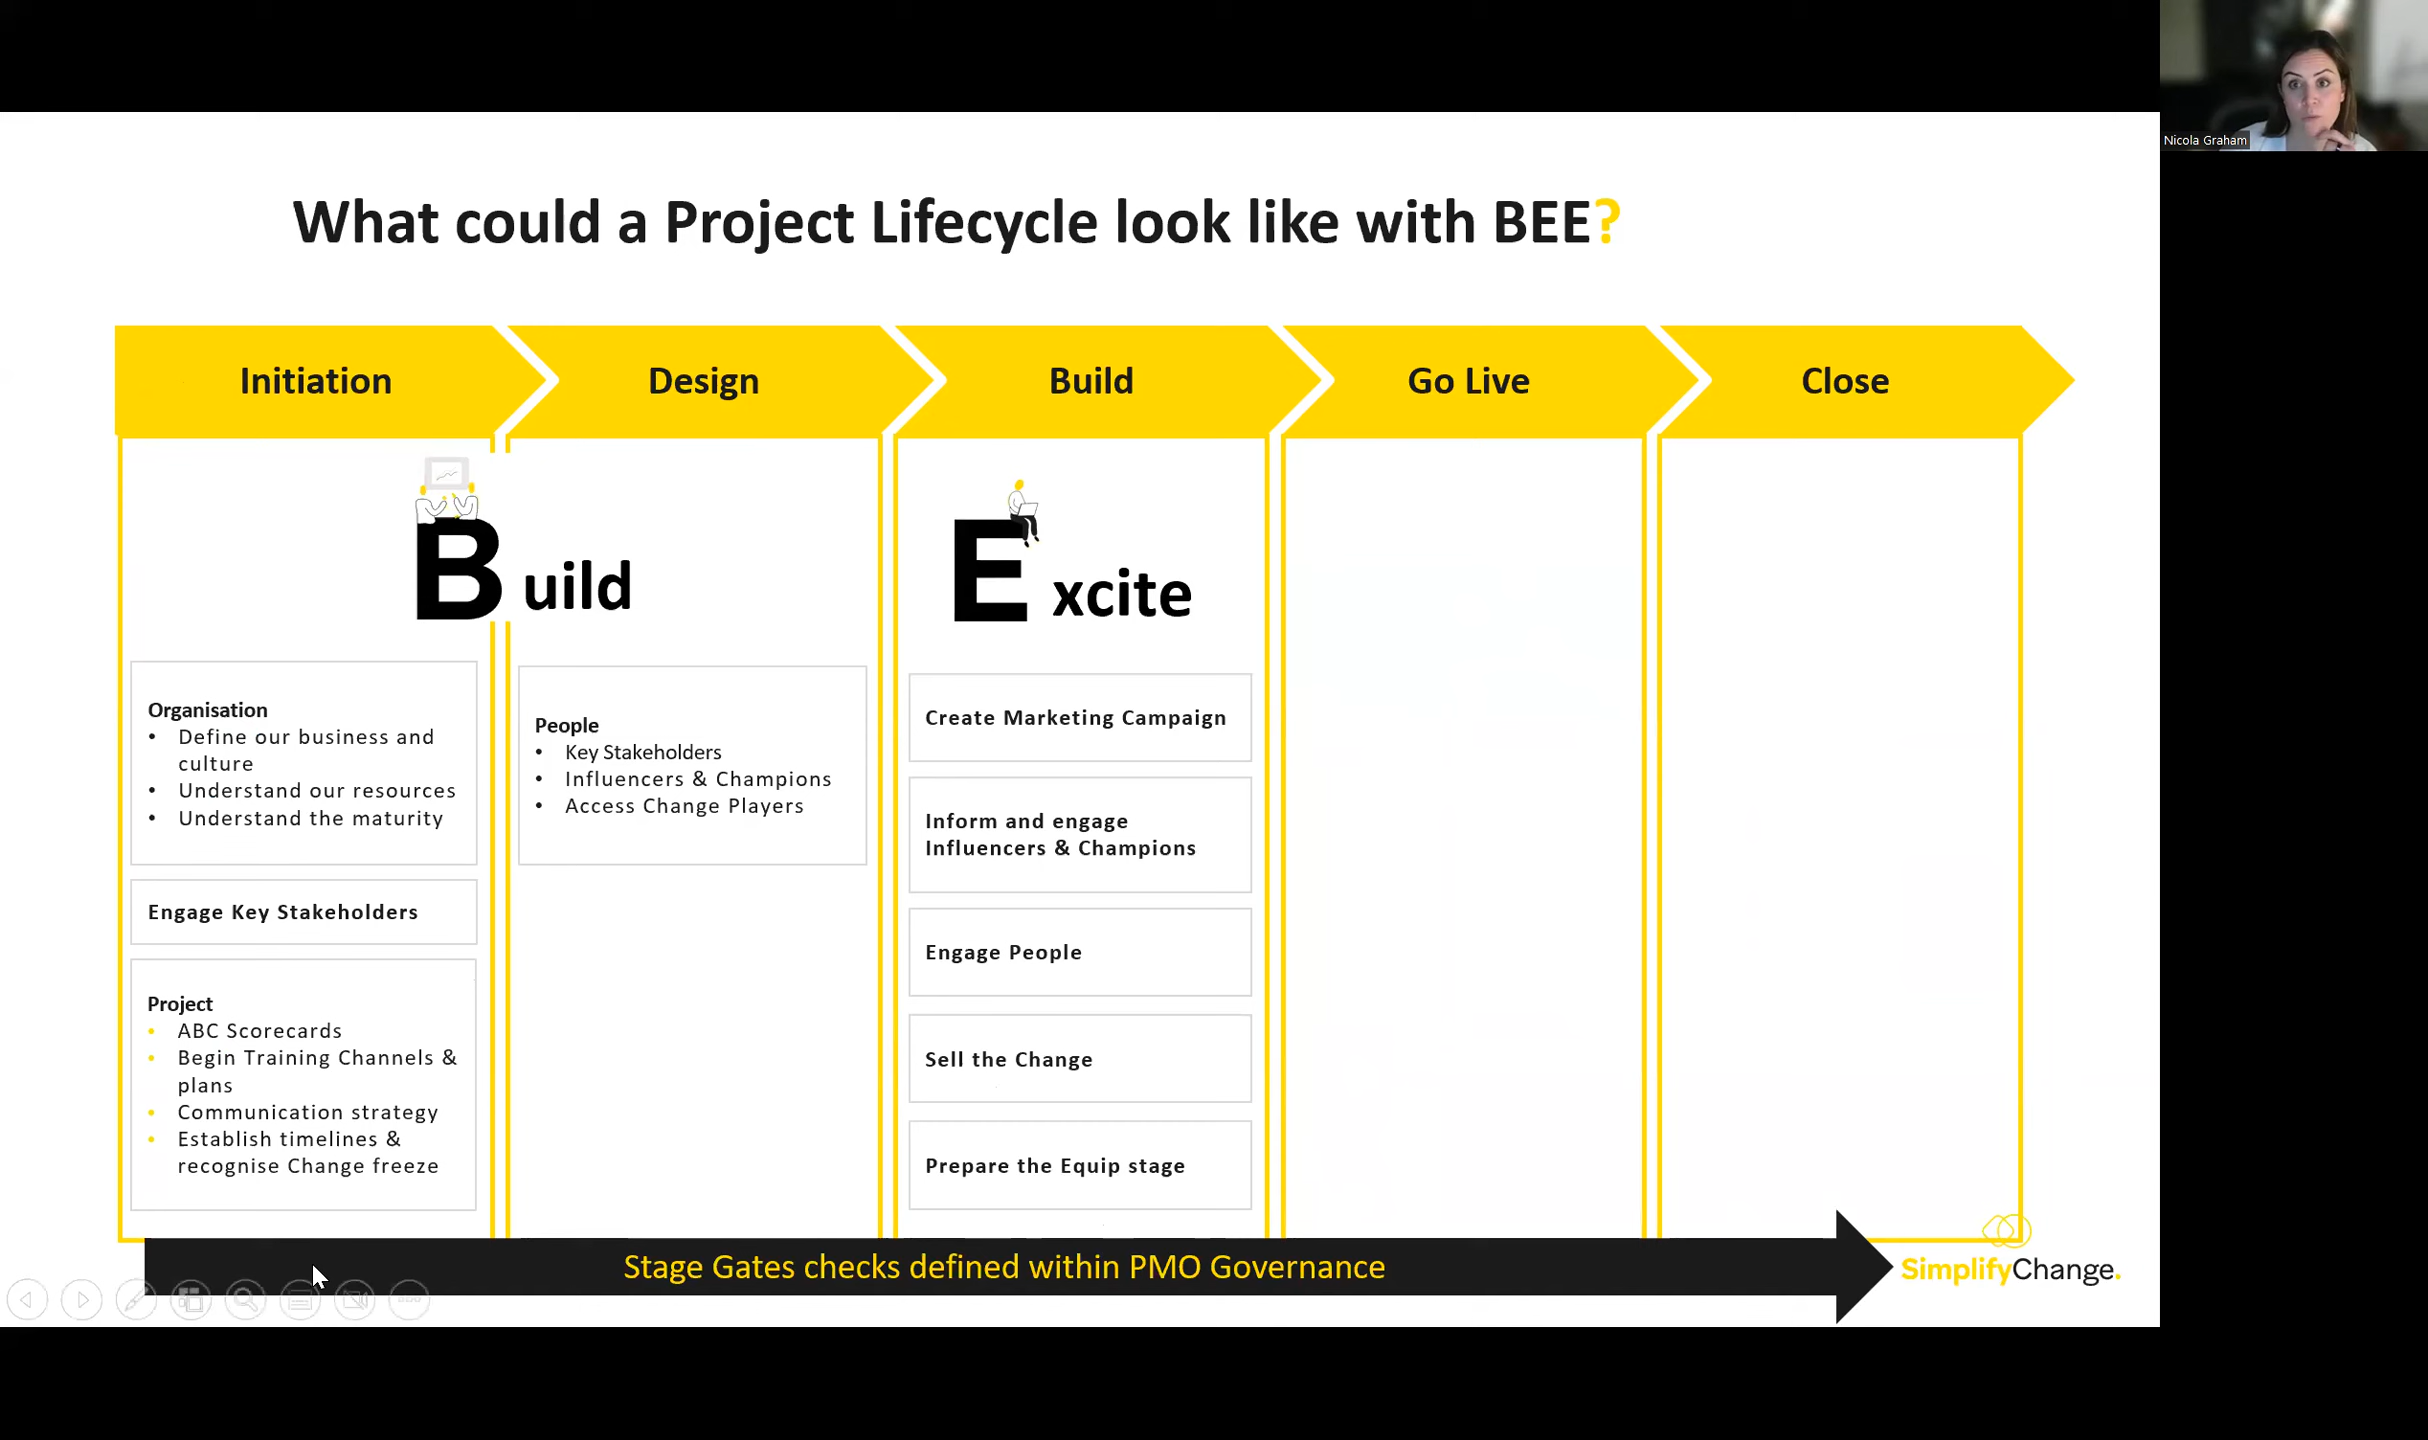 Nicola Graham
What could a Project Lifecycle look like with BEE?
Initiation
Design
Build
Go Live
Close
Build
Excite
Organisation
• Define our business and
culture
• Understand our resources
• Understand the maturity
Engage Key Stakeholders
Project
• ABC Scorecards
• Begin Training Channels &
plans
• Communication strategy
• Establish timelines &
recognise Change freeze
People
• Key Stakeholders
• Influencers & Champions
• Access Change Players
Create Marketing Campaign
Inform and engage
Influencers & Champions
Engage People
Sell the Change
Prepare the Equip stage
Stage Gates checks defined within PMO Governance
SimplifyChange.